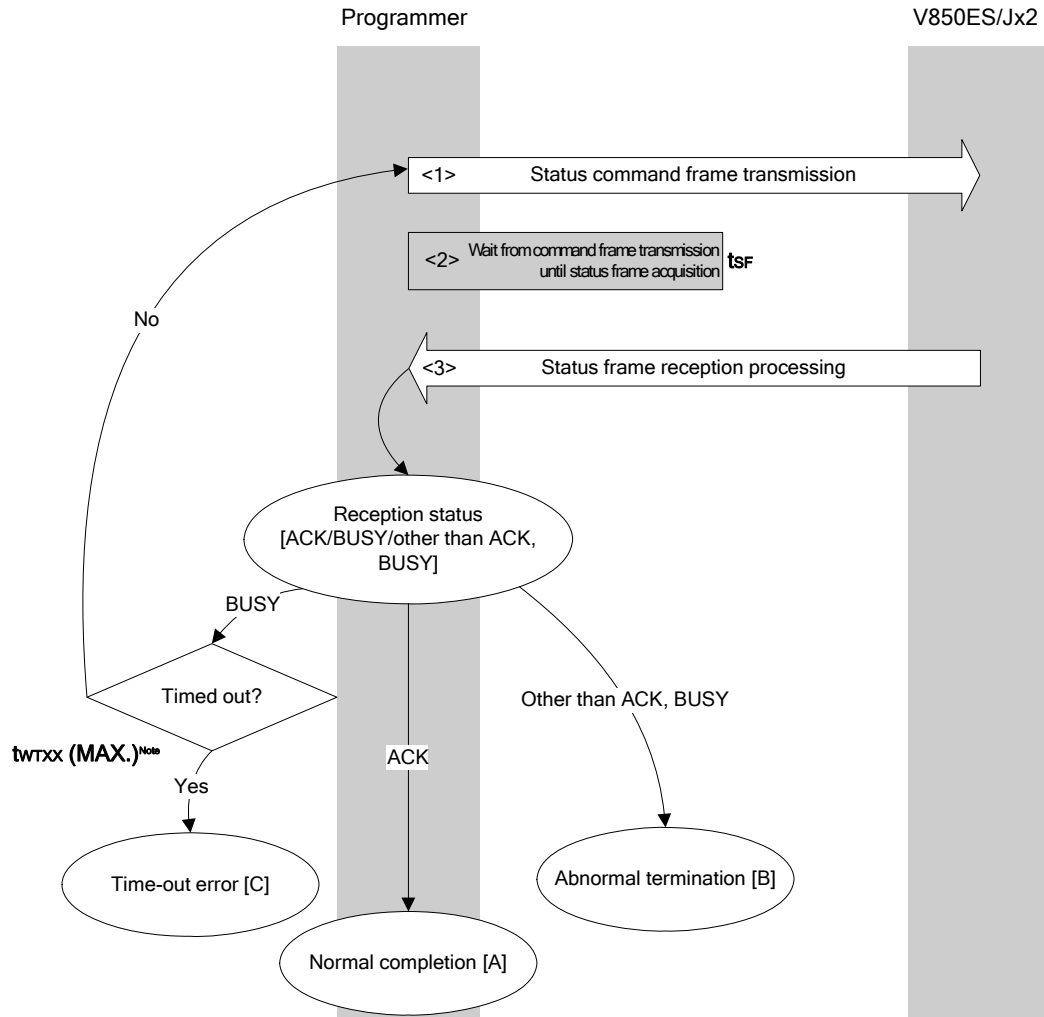 Programmer
V850ES/Jx2
<1> Status command frame transmission
<2> Wait from command frame transmission
until status frame acquisition
tSF
No
<3> Status frame reception processing
Reception status
[ACK/BUSY/other than ACK,
BUSY]
BUSY
Timed out?
Other than ACK, BUSY
tWTXX (MAX.)Note
ACK
Yes
Time-out error [C]
Abnormal termination [B]
Normal completion [A]